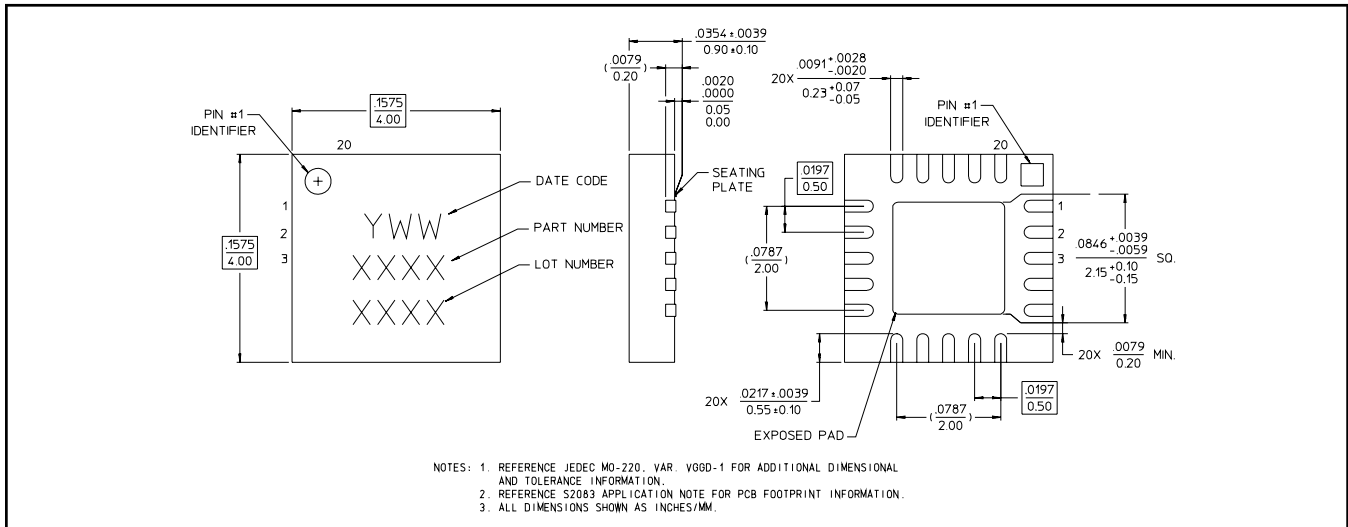 .1575
4.00
PIN #1
IDENTIFIER
20
1
2
3
.1575
4.00
YWW
XXXX
XXXX
DATE CODE
PART NUMBER
LOT NUMBER
.0354 ±.0039
0.90 ±0.10
(.0079
0.20)
.0020
.0000
0.05
0.00
SEATING
PLATE
20X .0091 +.0028
-.0020
0.23 +0.07
-0.05
PIN #1
IDENTIFIER
20
.0197
0.50
(.0787
2.00)
1
2
3
.0846 +.0039
-.0059
2.15 +0.10
-0.15
SQ.
20X .0079
0.20 MIN.
20X .0217 ±.0039
0.55 ±0.10
(.0787
2.00)
.0197
0.50
EXPOSED PAD
NOTES: 1. REFERENCE JEDEC MO-220, VAR. VGGD-1 FOR ADDITIONAL DIMENSIONAL
AND TOLERANCE INFORMATION.
2. REFERENCE S2083 APPLICATION NOTE FOR PCB FOOTPRINT INFORMATION.
3. ALL DIMENSIONS SHOWN AS INCHES/MM.